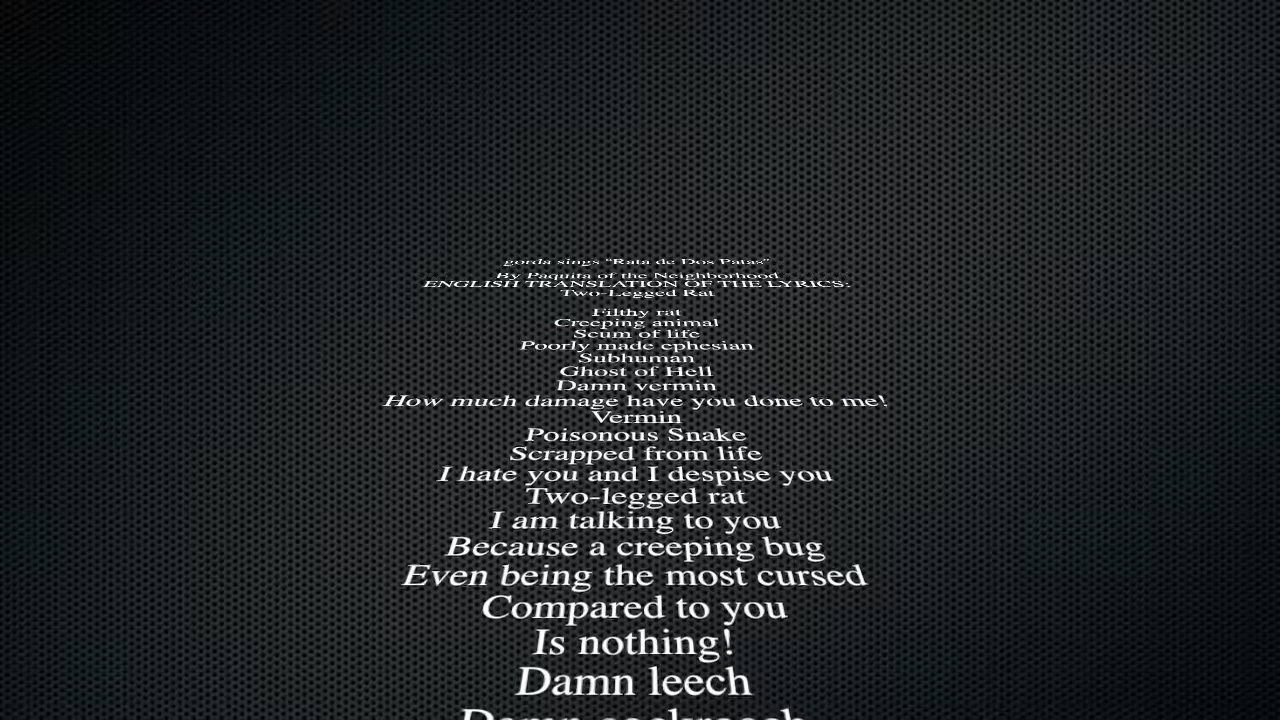 gorda sings "Rata de Dos Patas"
By Paquita of the Neighborhood
ENGLISH TRANSLATION OF THE LYRICS:
Two-Legged Rat
Filthy rat
Creeping animal
Scum of life
Poorly made ephesian
Subhuman
Ghost of Hell
Damn vermin
How much damage have you done to me!
Vermin
Poisonous Snake
Scrapped from life
I hate you and I despise you
Two-legged rat
I am talking to you
Because a creeping bug
Even being the most cursed
Compared to you
Is nothing!
Damn leech
Damn cockroach